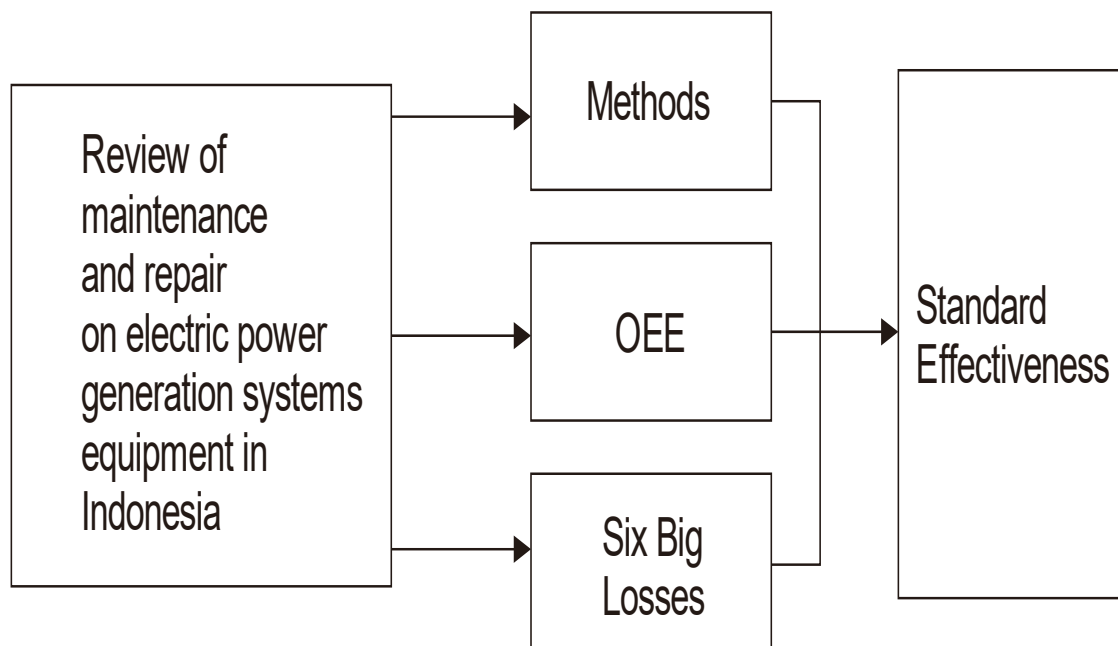 Review of
maintenance
and repair
on electric power
generation systems
equipment in
Indonesia
Methods
OEE
Six Big
Losses
Standard
Effectiveness